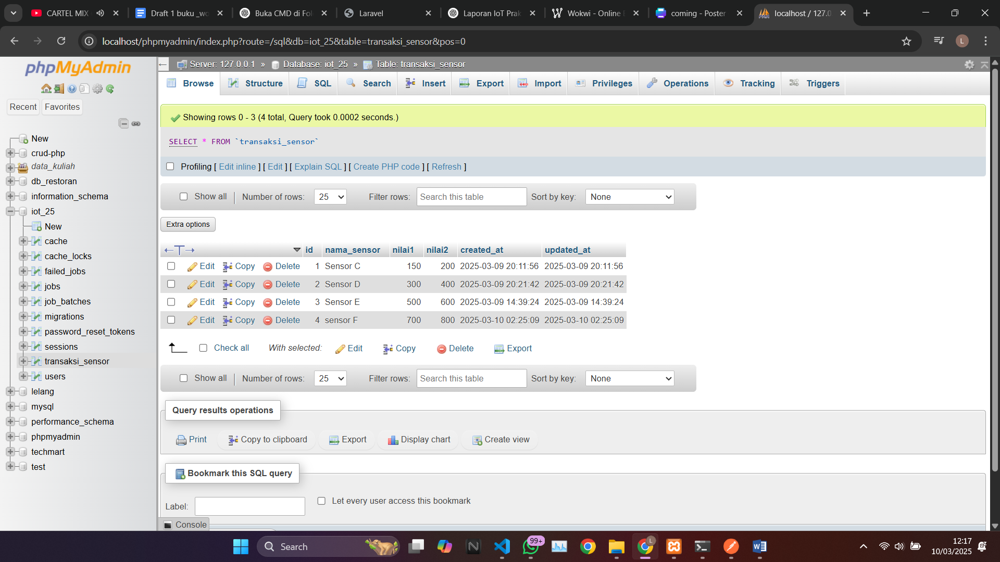 CARTEL MIX
Draft 1 buku _wo
Buka CMD di Fol
Laravel
Laporan IoT Prak
Wokwi - Online
coming - Poster
localhost / 127.0
localhost/phpmyadmin/index.php?route=/sql&db=iot_25&table=transaksi_sensor&pos=0
L
phpMyAdmin
Recent
Favorites
New
crud-php
data_kuliah
db_restoran
information_schema
iot_25
New
cache
cache_locks
failed_jobs
jobs
job_batches
migrations
password_reset_tokens
sessions
transaksi_sensor
users
lelang
mysql
performance_schema
phpmyadmin
techmart
test
Server: 127.0.0.1 » Database: iot_25 » Table: transaksi_sensor
Browse Structure SQL Search Insert Export Import Privileges Operations Tracking Triggers
Showing rows 0 - 3 (4 total, Query took 0.0002 seconds.)
SELECT * FROM `transaksi_sensor`
Profiling [ Edit inline ] [ Edit ] [ Explain SQL ] [ Create PHP code ] [ Refresh ]
Show all Number of rows: 25 Filter rows: Search this table Sort by key: None
Extra options
id nama_sensor nilai1 nilai2 created_at updated_at
Edit Copy Delete 1 Sensor C 150 200 2025-03-09 20:11:56 2025-03-09 20:11:56
Edit Copy Delete 2 Sensor D 300 400 2025-03-09 20:21:42 2025-03-09 20:21:42
Edit Copy Delete 3 Sensor E 500 600 2025-03-09 14:39:24 2025-03-09 14:39:24
Edit Copy Delete 4 sensor F 700 800 2025-03-10 02:25:09 2025-03-10 02:25:09
Check all With selected: Edit Copy Delete Export
Show all Number of rows: 25 Filter rows: Search this table Sort by key: None
Query results operations
Print Copy to clipboard Export Display chart Create view
Bookmark this SQL query
Label: Let every user access this bookmark
Console
Search
99+
L
12:17
10/03/2025